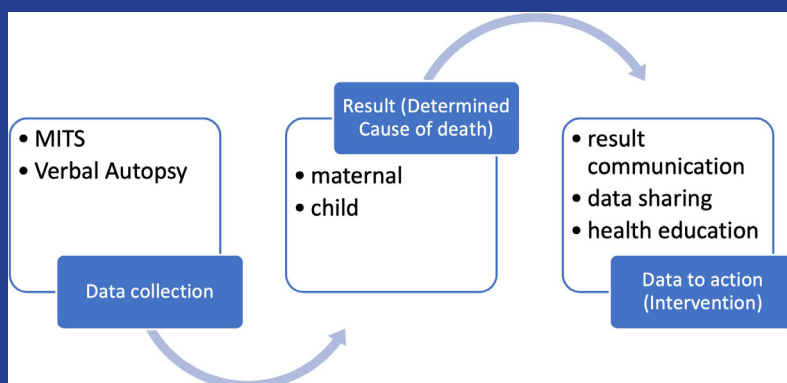 • MITS
• Verbal Autopsy
Data collection
Result (Determined
Cause of death)
• maternal
• child
• result
communication
• data sharing
• health education
Data to action
(Intervention)